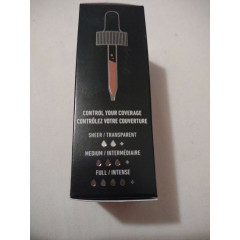 CONTROL YOUR COVERAGE
CONTRÔLEZ VOTRE COUVERTURE
SHEER / TRANSPARENT
+
MEDIUM / INTERMÉDIAIRE
+
FULL / INTENSE
+